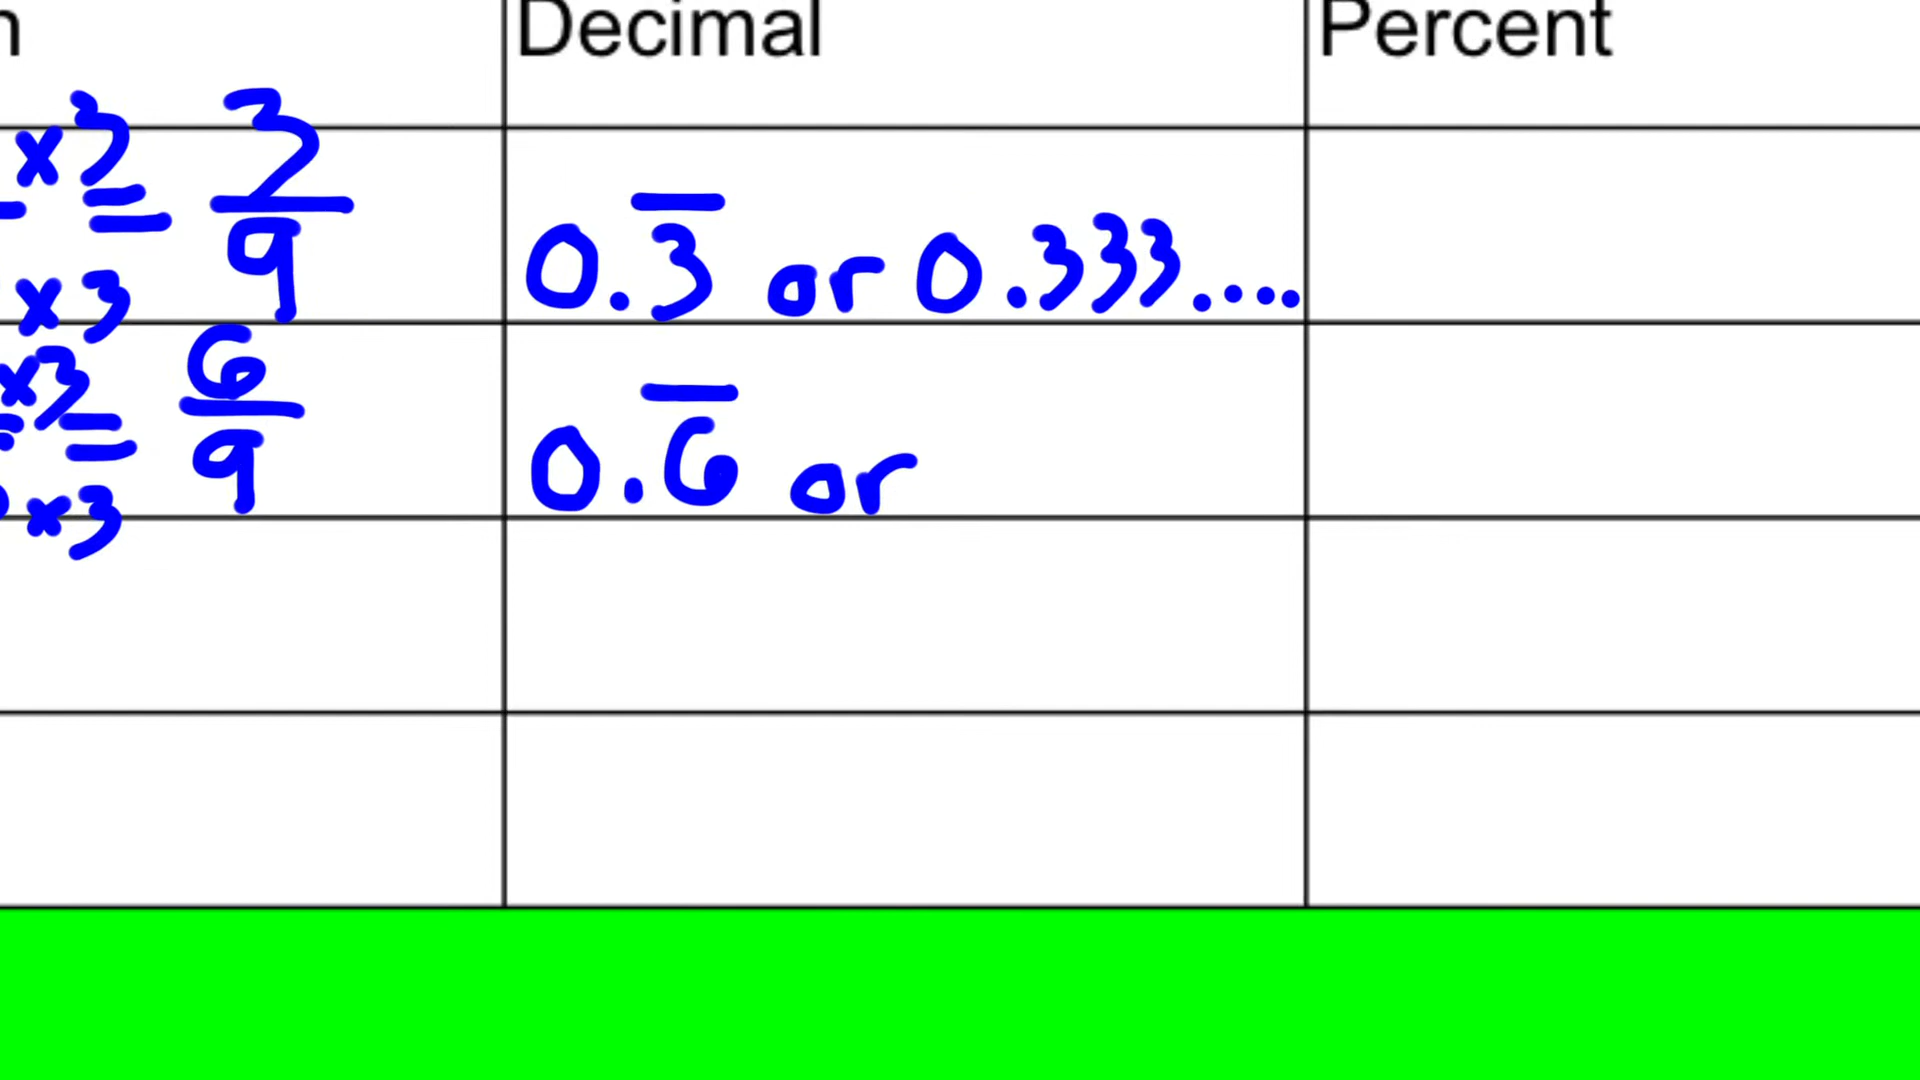 n Decimal Percent
x3 = 3/9 0.3̅ or 0.333....
x3
x3 = 6/9 0.6̅ or
x3